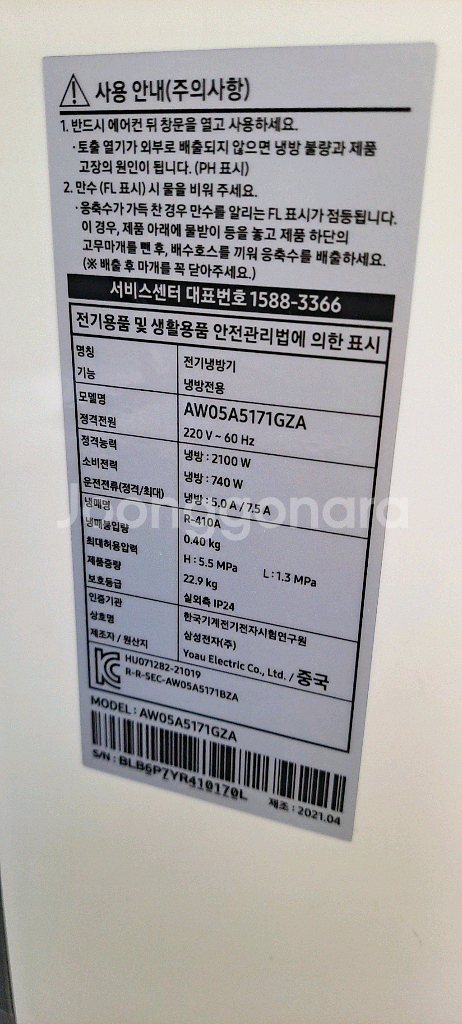 사용 안내(주의사항)
1. 반드시 에어컨 뒤 창문을 열고 사용하세요.
· 토출 열기가 외부로 배출되지 않으면 냉방 불량과 제품
고장의 원인이 됩니다. (PH 표시)
2. 만수 (FL 표시) 시 물을 비워 주세요.
· 응축수가 가득 찬 경우 만수를 알리는 FL 표시가 점등됩니다.
이 경우, 제품 아래에 물받이 등을 놓고 제품 하단의
고무마개를 뺀 후, 배수호스를 끼워 응축수를 배출하세요.
(※ 배출 후 마개를 꼭 닫아주세요.)
서비스센터 대표번호 1588-3366
전기용품 및 생활용품 안전관리법에 의한 표시
명칭 전기냉방기
기능 냉방전용
모델명 AW05A5171GZA
정격전원 220 V ~ 60 Hz
정격능력 냉방 : 2100 W
소비전력 냉방 : 740 W
운전전류(정격/최대) 냉방 : 5.0 A / 7.5 A
냉매명 R-410A
냉매봉입량 0.40 kg
최대허용압력 H : 5.5 MPa L : 1.3 MPa
제품중량 22.9 kg
보호등급 실외측 IP24
인증기관 한국기계전기전자시험연구원
상호명 삼성전자(주)
제조자 / 원산지 Yoau Electric Co., Ltd. / 중국
HU071282-21019
R-R-SEC-AW05A5171BZA
MODEL : AW05A5171GZA
S/N : BLB6P7YR410170L 제조 : 2021.04
Joonggonara